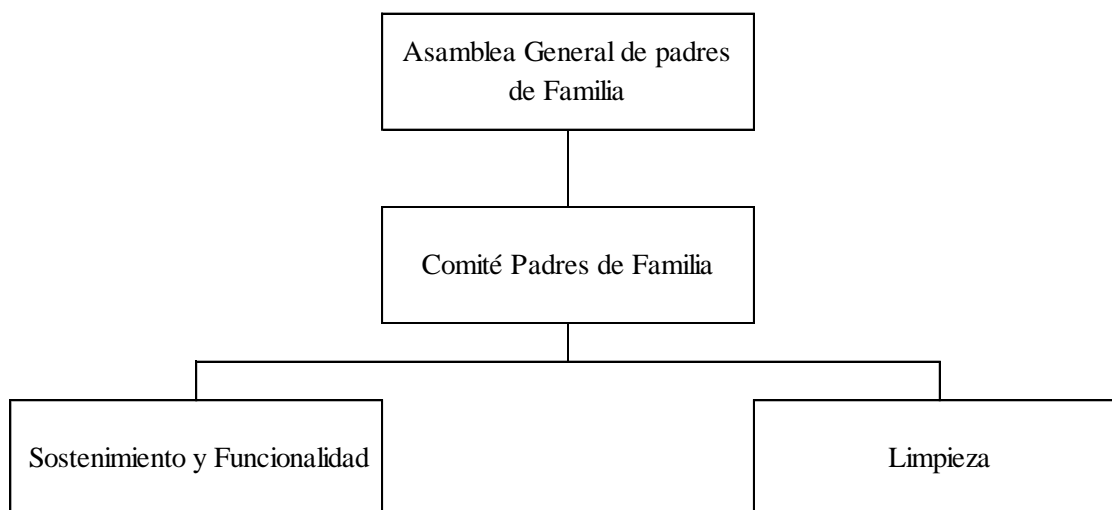 Asamblea General de padres
de Familia
Comité Padres de Familia
Sostenimiento y Funcionalidad
Limpieza